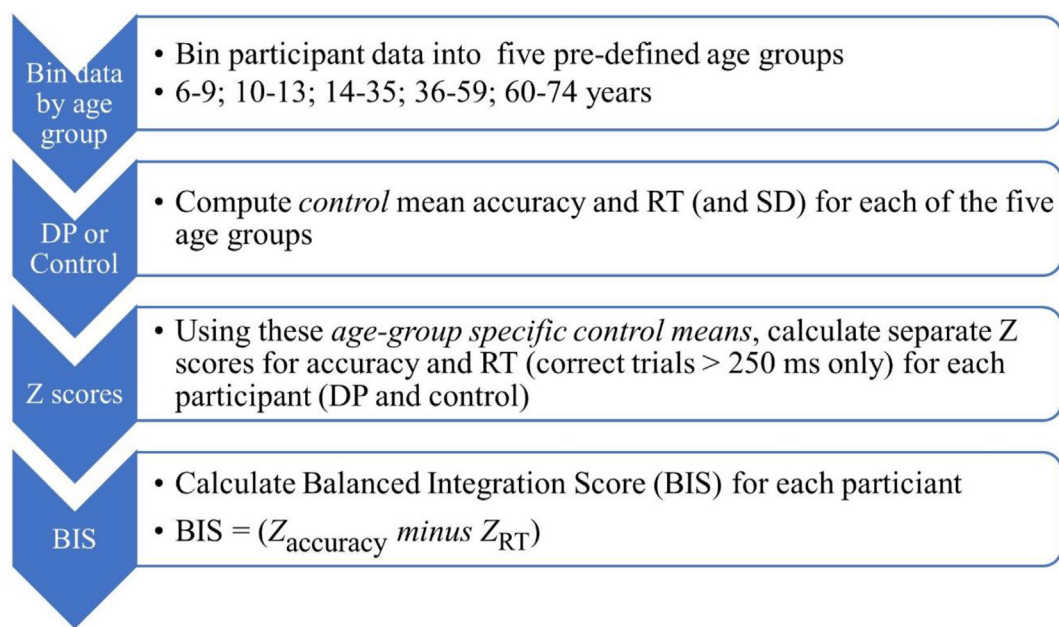 Bin data
by age
group
• Bin participant data into five pre-defined age groups
• 6-9; 10-13; 14-35; 36-59; 60-74 years
DP or
Control
• Compute control mean accuracy and RT (and SD) for each of the five
age groups
Z scores
• Using these age-group specific control means, calculate separate Z
scores for accuracy and RT (correct trials > 250 ms only) for each
participant (DP and control)
BIS
• Calculate Balanced Integration Score (BIS) for each particiant
• BIS = (Zaccuracy minus ZRT)